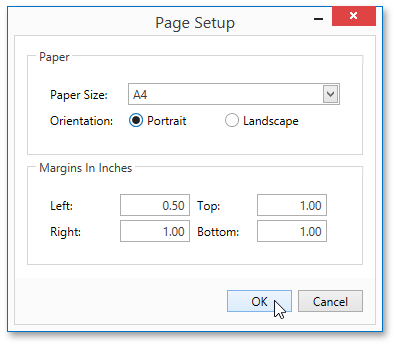 Page Setup
Paper
Paper Size: A4
Orientation: Portrait Landscape
Margins In Inches
Left: 0.50 Top: 1.00
Right: 1.00 Bottom: 1.00
OK Cancel